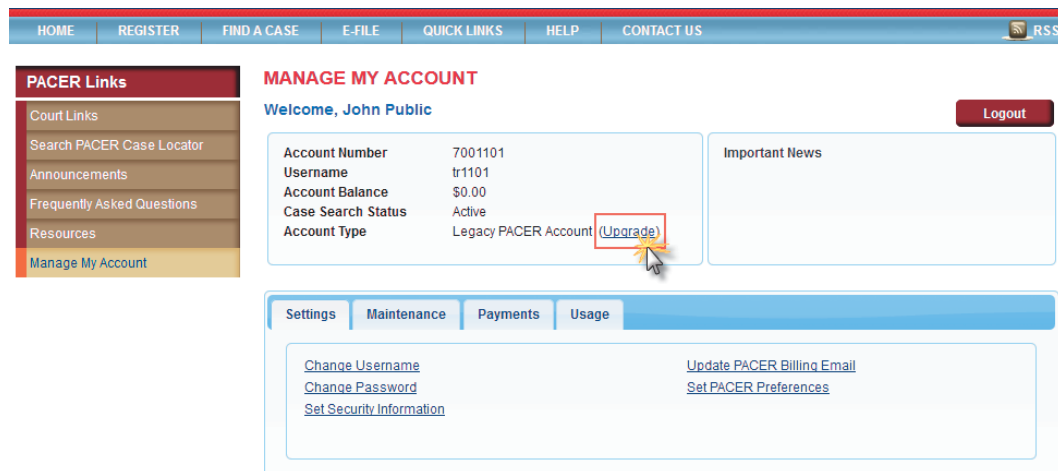 HOME REGISTER FIND A CASE E-FILE QUICK LINKS HELP CONTACT US RSS
PACER Links
Court Links
Search PACER Case Locator
Announcements
Frequently Asked Questions
Resources
Manage My Account
MANAGE MY ACCOUNT
Welcome, John Public
Logout
Account Number 7001101
Username tr1101
Account Balance $0.00
Case Search Status Active
Account Type Legacy PACER Account (Upgrade)
Important News
Settings Maintenance Payments Usage
Change Username
Change Password
Set Security Information
Update PACER Billing Email
Set PACER Preferences